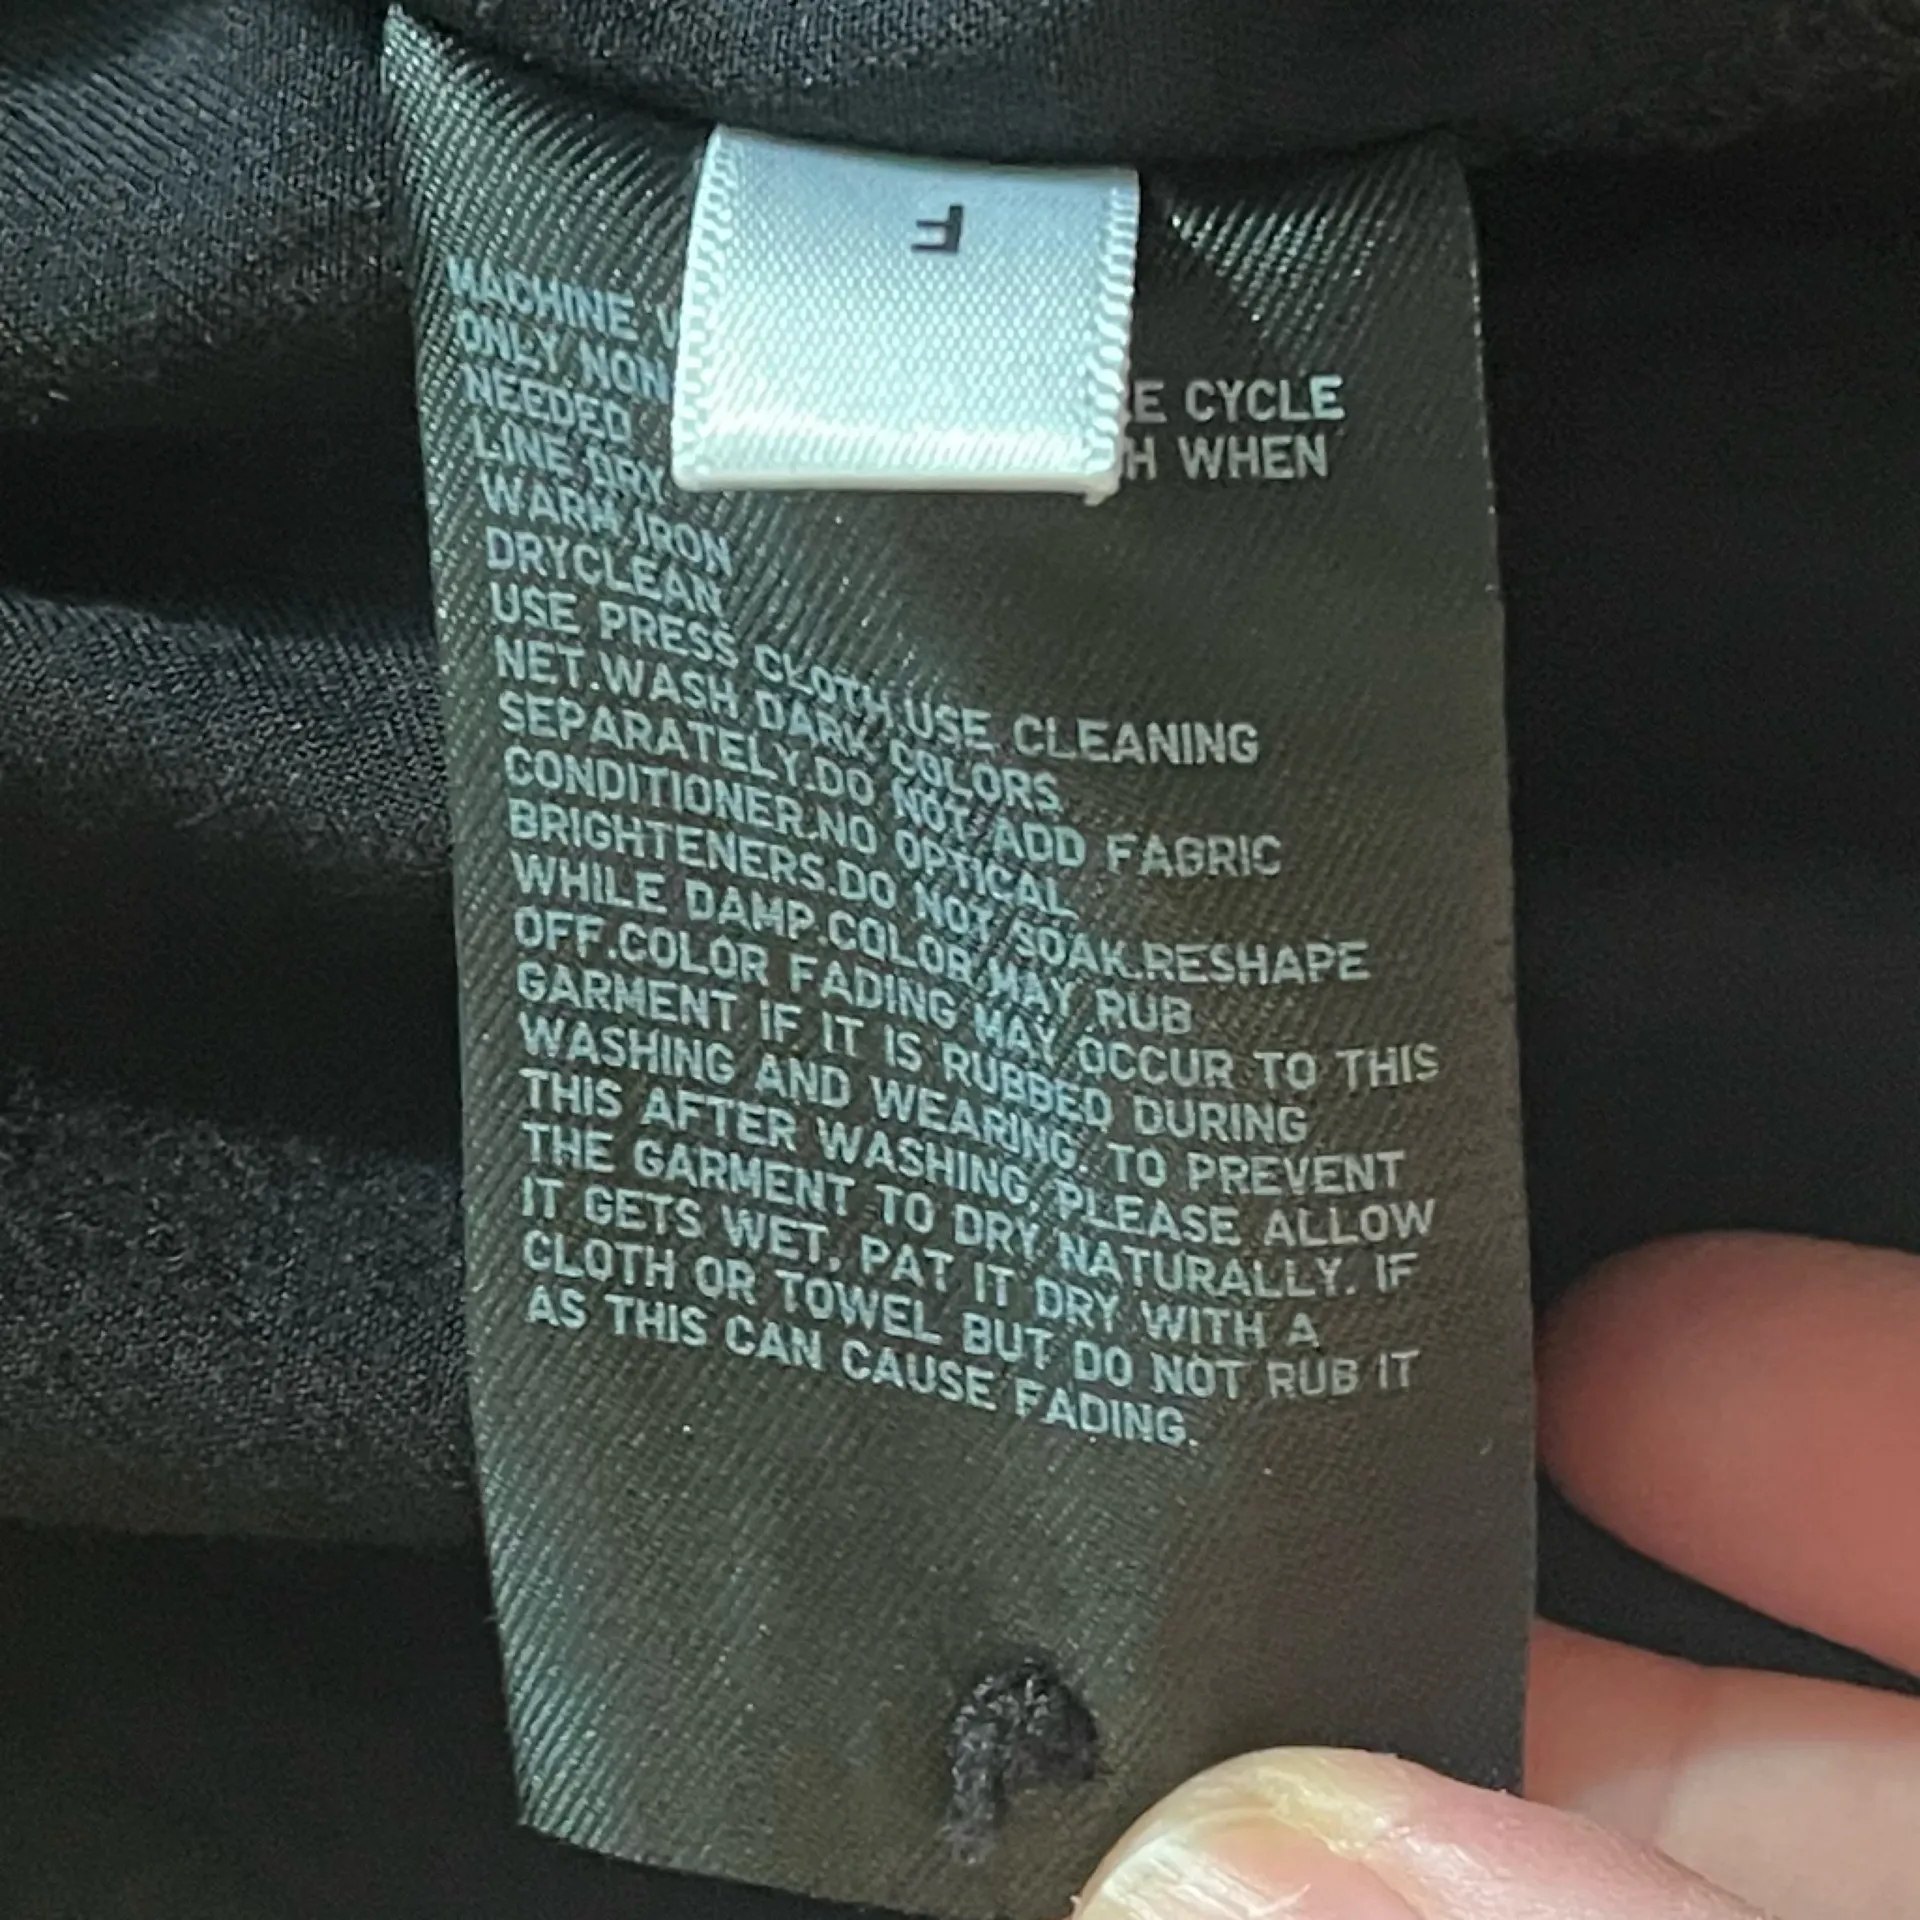 F
MACHINE
ONLY NON
E CYCLE
NEEDED
H WHEN
LINE DRY
WARM IRON
DRYCLEAN
USE PRESS CLOTH.USE CLEANING
NET.WASH DARK COLORS
SEPARATELY.DO NOT ADD FABRIC
CONDITIONER.NO OPTICAL
BRIGHTENERS.DO NOT SOAK.RESHAPE
WHILE DAMP.COLOR MAY RUB
OFF.COLOR FADING MAY OCCUR TO THIS
GARMENT IF IT IS RUBBED DURING
WASHING AND WEARING. TO PREVENT
THIS AFTER WASHING, PLEASE ALLOW
THE GARMENT TO DRY NATURALLY. IF
IT GETS WET, PAT IT DRY WITH A
CLOTH OR TOWEL BUT DO NOT RUB IT
AS THIS CAN CAUSE FADING.